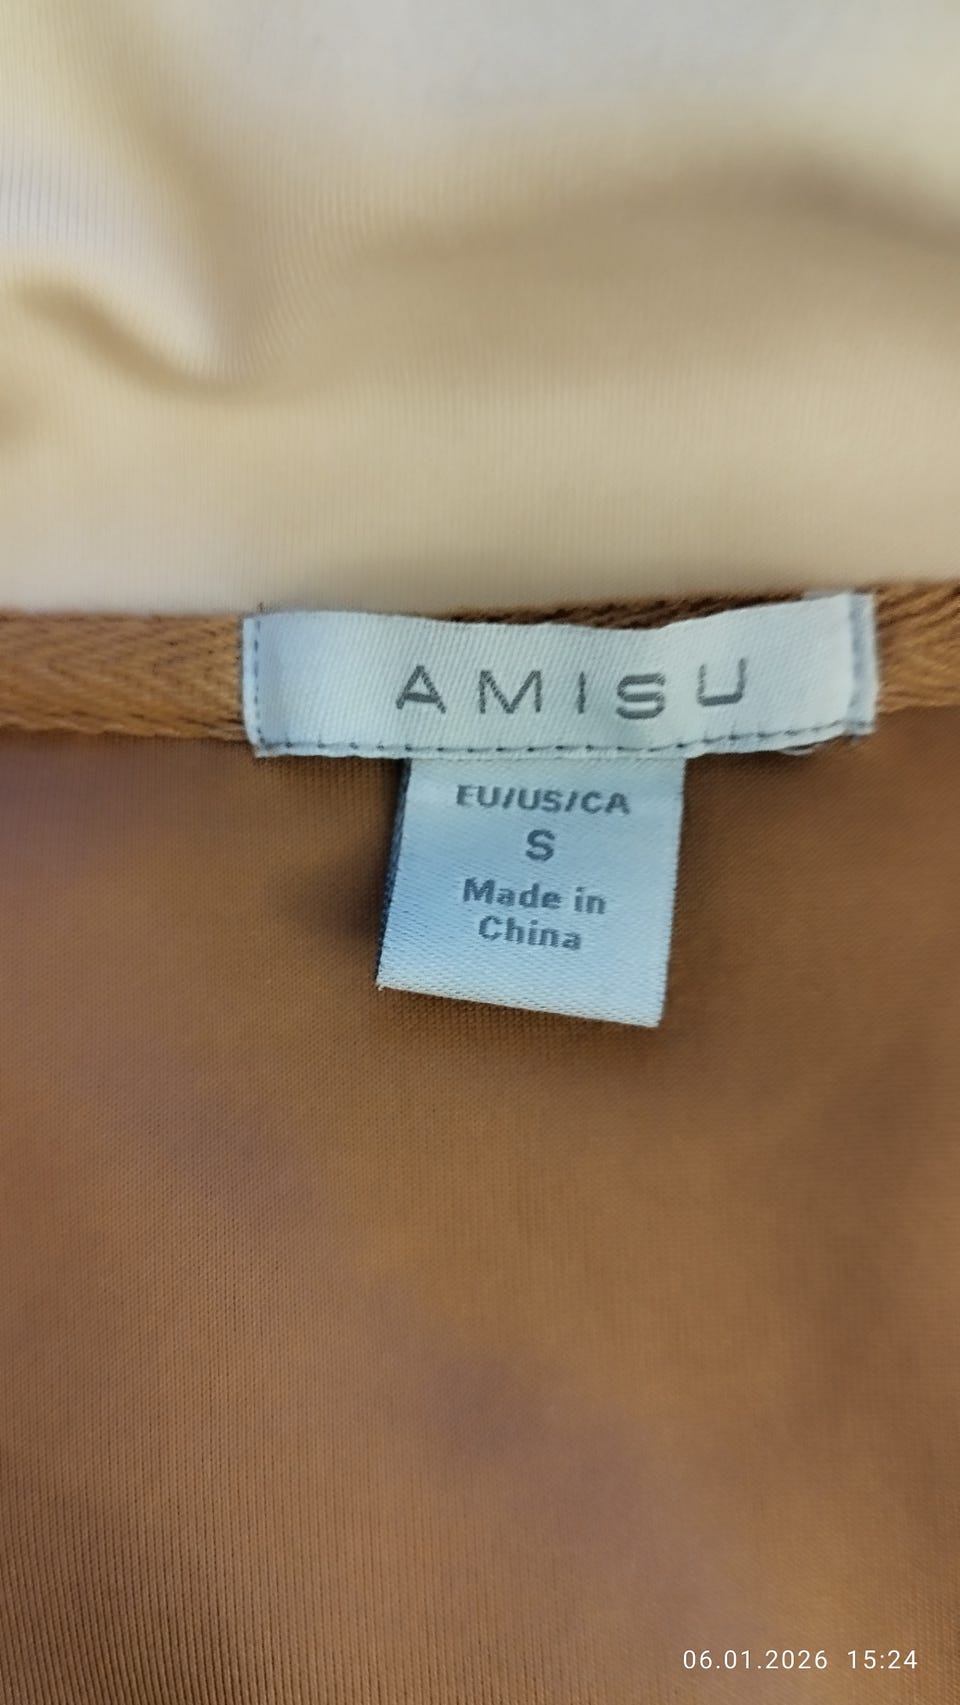 AMISU
EU/US/CA
S
Made in
China
06.01.2026 15:24